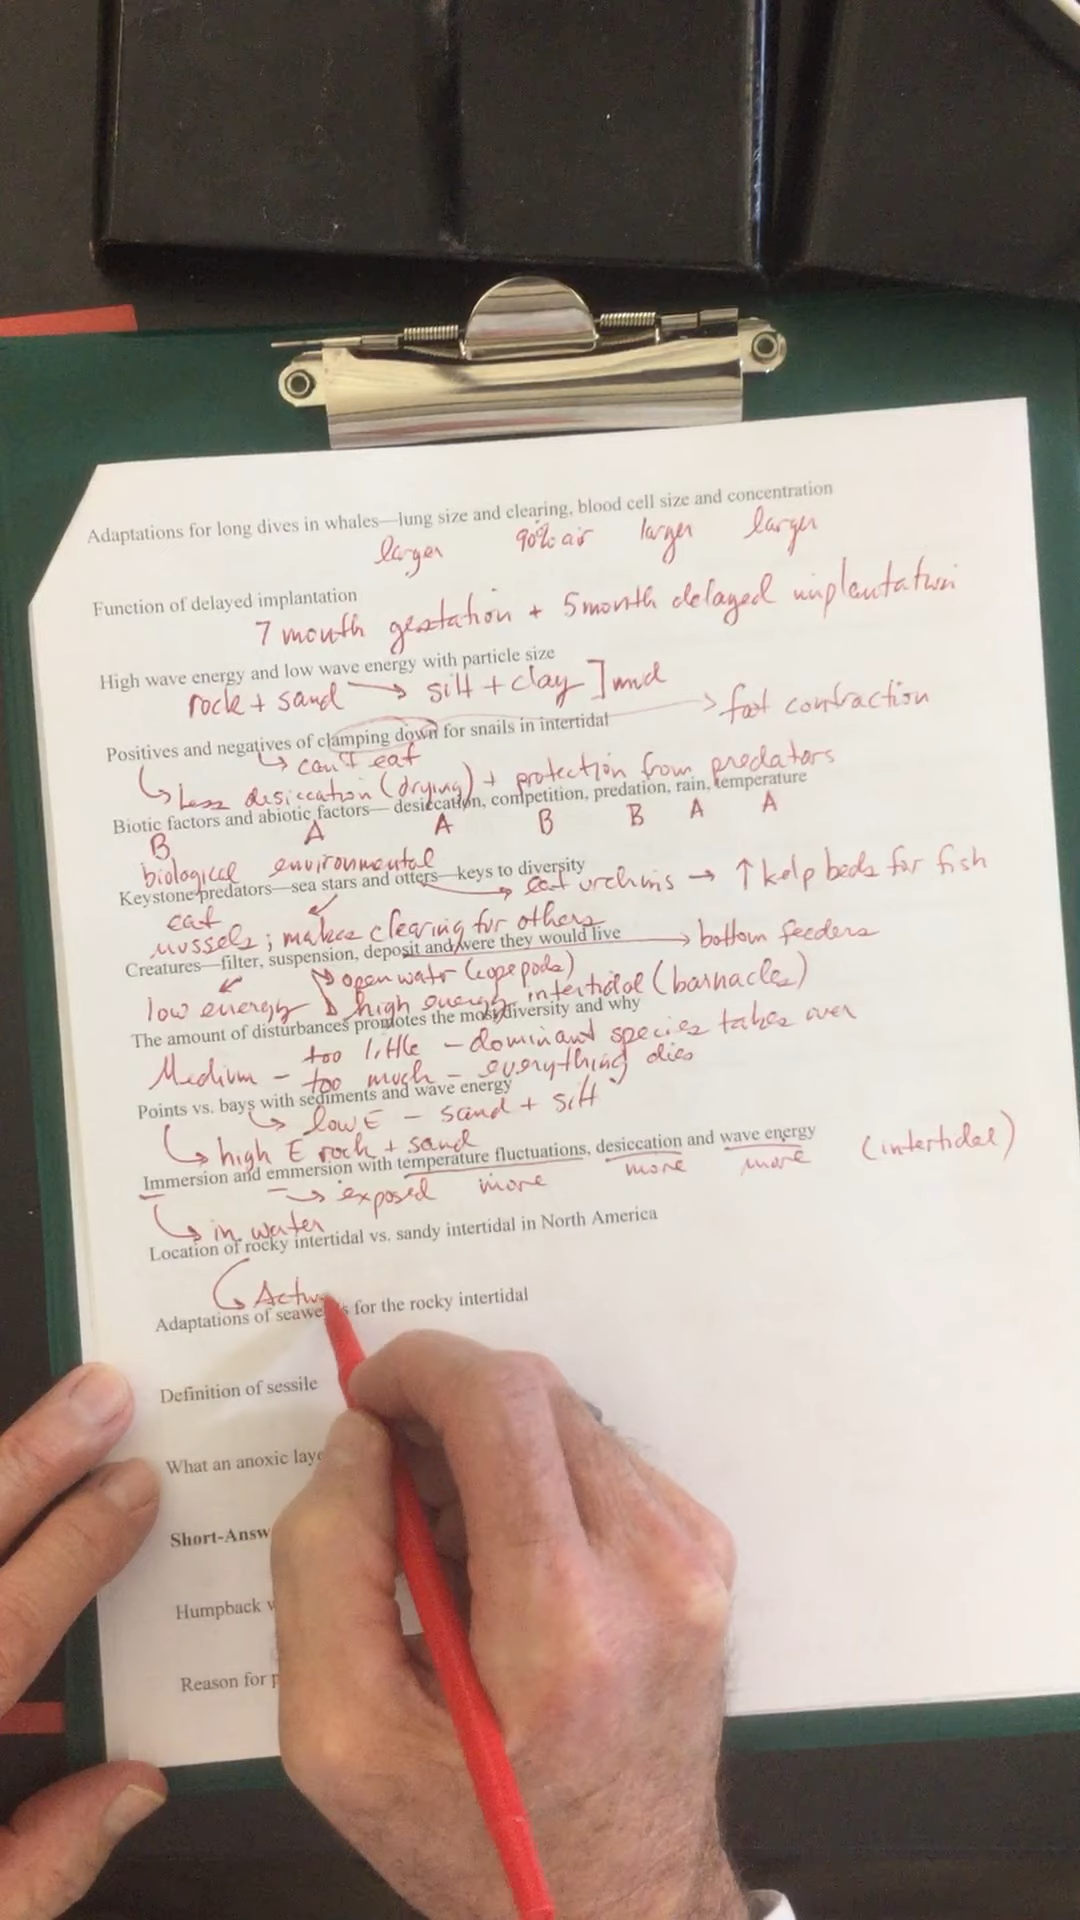 Adaptations for long dives in whales—lung size and clearing, blood cell size and concentration
larger 90% air larger larger
Function of delayed implantation
7 month gestation + 5 month delayed implantation
High wave energy and low wave energy with particle size
rock + sand → silt + clay ] mud
Positives and negatives of clamping down for snails in intertidal → foot contraction
↳ can't eat
↳ Less desiccation (drying) + protection from predators
Biotic factors and abiotic factors— desiccation, competition, predation, rain, temperature
B A A B B A A
biological environmental
Keystone predators—sea stars and otters—keys to diversity
→ eat urchins → ↑ kelp beds for fish
eat
mussels; makes clearing for others
Creatures—filter, suspension, deposit and were they would live → bottom feeders
open water (copepods)
low energy high energy intertidal (barnacles)
The amount of disturbances promotes the most diversity and why
too little – dominant species takes over
Medium – too much – everything dies
Points vs. bays with sediments and wave energy
↳ low E – sand + silt
↳ high E rock + sand
Immersion and emmersion with temperature fluctuations, desiccation and wave energy (intertidal)
→ exposed more more more
↳ in water
Location of rocky intertidal vs. sandy intertidal in North America
Adaptations of for the rocky intertidal
Definition of sessile
What an anoxic
Humpback
Reason for